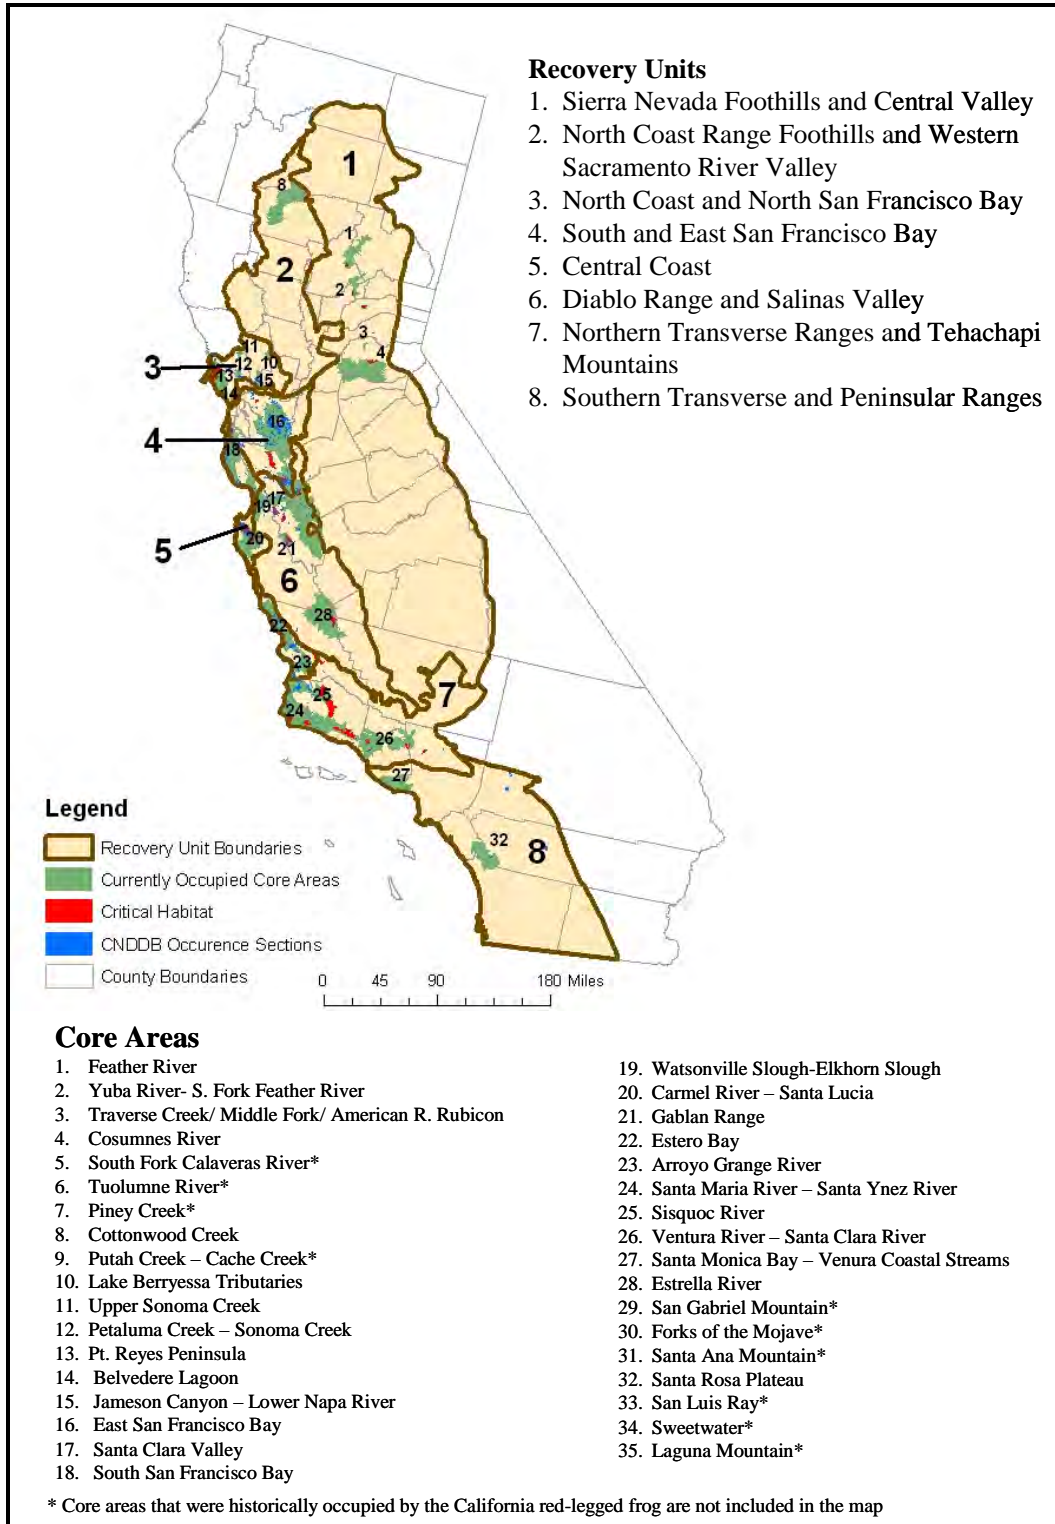 Recovery Units
1. Sierra Nevada Foothills and Central Valley
2. North Coast Range Foothills and Western
Sacramento River Valley
3. North Coast and North San Francisco Bay
4. South and East San Francisco Bay
5. Central Coast
6. Diablo Range and Salinas Valley
7. Northern Transverse Ranges and Tehachapi
Mountains
8. Southern Transverse and Peninsular Ranges
1
8
1
2
2
3
4
11
3
12
10
13
15
14
16
4
18
17
19
5
20
21
6
28
22
23
7
25
24
26
27
32
8
Legend
Recovery Unit Boundaries
Currently Occupied Core Areas
Critical Habitat
CNDDB Occurence Sections
County Boundaries
0 45 90 180 Miles
Core Areas
1. Feather River
2. Yuba River- S. Fork Feather River
3. Traverse Creek/ Middle Fork/ American R. Rubicon
4. Cosumnes River
5. South Fork Calaveras River*
6. Tuolumne River*
7. Piney Creek*
8. Cottonwood Creek
9. Putah Creek – Cache Creek*
10. Lake Berryessa Tributaries
11. Upper Sonoma Creek
12. Petaluma Creek – Sonoma Creek
13. Pt. Reyes Peninsula
14. Belvedere Lagoon
15. Jameson Canyon – Lower Napa River
16. East San Francisco Bay
17. Santa Clara Valley
18. South San Francisco Bay
19. Watsonville Slough-Elkhorn Slough
20. Carmel River – Santa Lucia
21. Gablan Range
22. Estero Bay
23. Arroyo Grange River
24. Santa Maria River – Santa Ynez River
25. Sisquoc River
26. Ventura River – Santa Clara River
27. Santa Monica Bay – Venura Coastal Streams
28. Estrella River
29. San Gabriel Mountain*
30. Forks of the Mojave*
31. Santa Ana Mountain*
32. Santa Rosa Plateau
33. San Luis Ray*
34. Sweetwater*
35. Laguna Mountain*
* Core areas that were historically occupied by the California red-legged frog are not included in the map